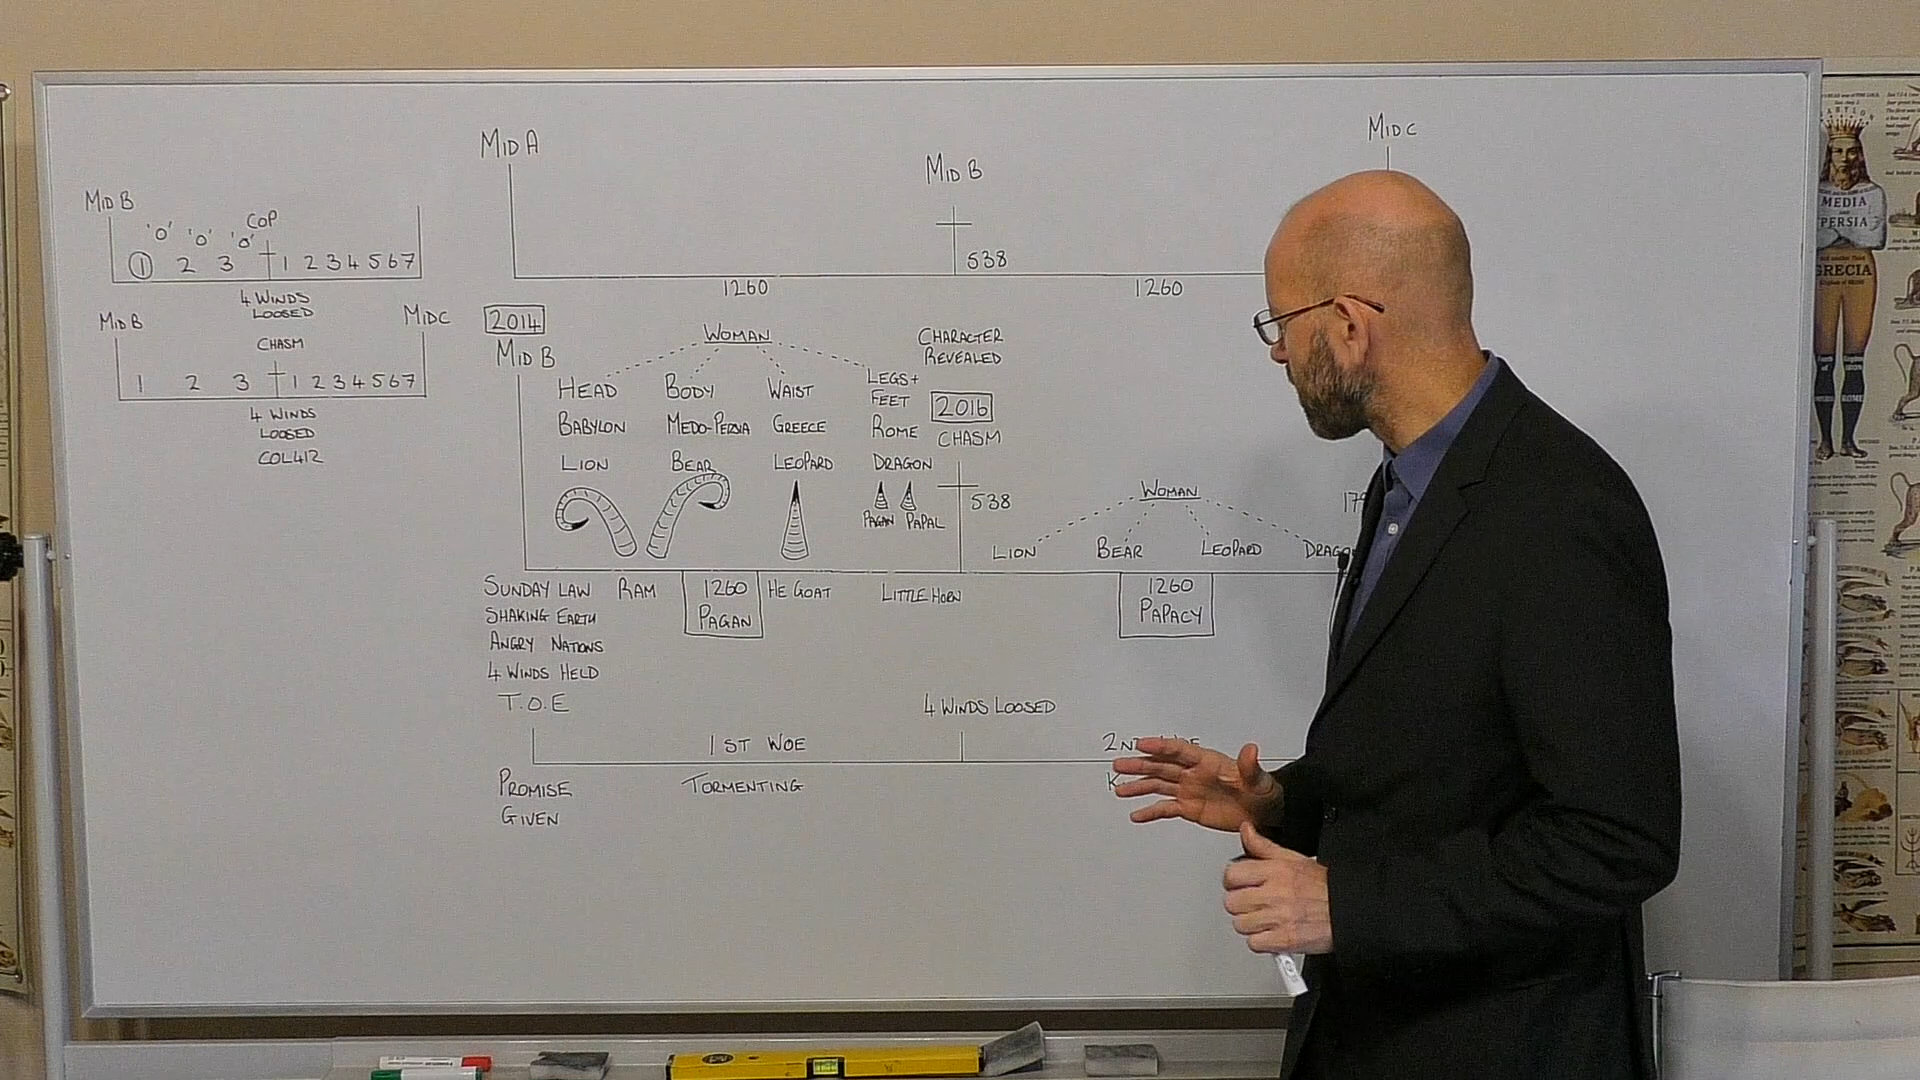 MID A
MID B
MID C
538
1260
1260
MID B
'0' '0' '0' COP
1 2 3 1 2 3 4 5 6 7
4 WINDS
LOOSED
MID B
MID C
CHASM
1 2 3 1 2 3 4 5 6 7
4 WINDS
LOOSED
COL 412
2014
MID B
WOMAN
CHARACTER
REVEALED
HEAD
BODY
WAIST
LEGS +
FEET
2016
BABYLON
MEDO-PERSIA
GREECE
ROME
CHASM
LION
BEAR
LEOPARD
DRAGON
PAGAN PAPAL
538
WOMAN
LION
BEAR
LEOPARD
SUNDAY LAW
RAM
1260
PAGAN
HE GOAT
LITTLE HORN
1260
PAPACY
SHAKING EARTH
ANGRY NATIONS
4 WINDS HELD
T.O.E
4 WINDS LOOSED
1ST WOE
PROMISE
GIVEN
TORMENTING
MEDIA
PERSIA
GRECIA